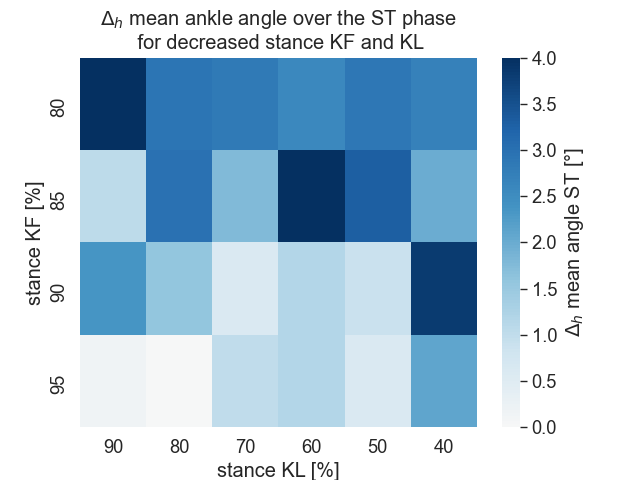 Δh mean ankle angle over the ST phase
for decreased stance KF and KL
stance KF [%]
80
85
90
95
90 80 70 60 50 40
stance KL [%]
4.0
3.5
3.0
2.5
2.0
1.5
1.0
0.5
0.0
Δh mean angle ST [°]